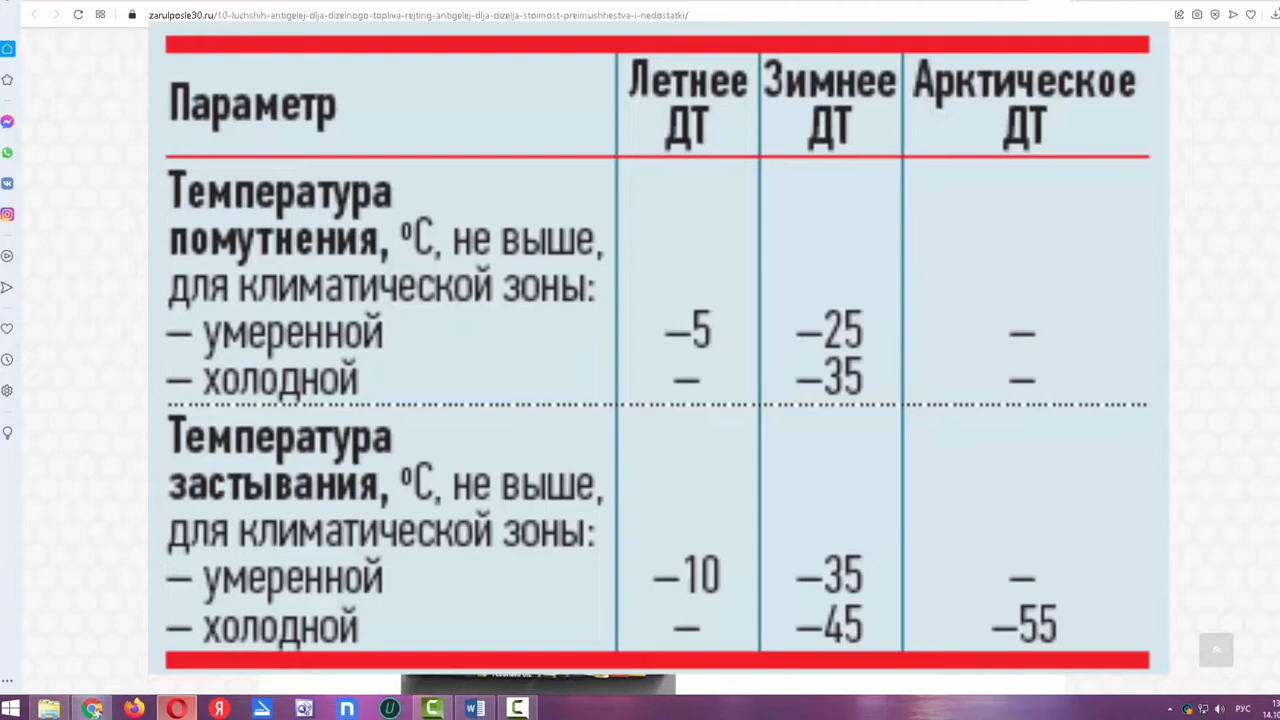 zarulposle30.ru/10-luchshih-antigelej-dlja-dizelnogo-topliva-rejting-antigelej-dlja-dizelja-stoimost-preimushhestva-i-nedostatki/
Параметр
Летнее ДТ
Зимнее ДТ
Арктическое ДТ
Температура
помутнения, ºС, не выше,
для климатической зоны:
– умеренной –5 –25 –
– холодной – –35 –
Температура
застывания, ºС, не выше,
для климатической зоны:
– умеренной –10 –35 –
– холодной – –45 –55
РУС